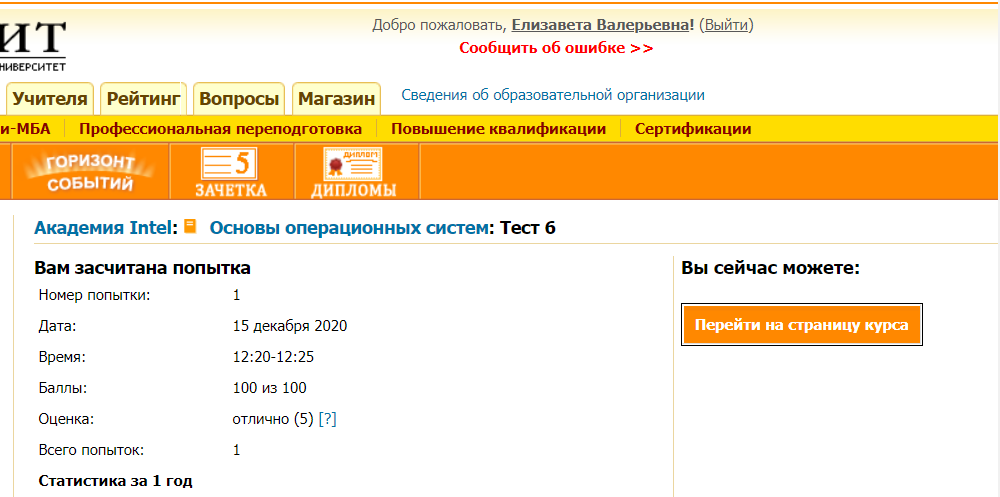 Добро пожаловать, Елизавета Валерьевна! (Выйти)
Сообщить об ошибке >>
ИТ
НИВЕРСИТЕТ
Учителя Рейтинг Вопросы Магазин Сведения об образовательной организации
и-МБА Профессиональная переподготовка Повышение квалификации Сертификации
ГОРИЗОНТ
СОБЫТИЙ
5
ЗАЧЕТКА
ДИПЛОМ
ДИПЛОМЫ
Академия Intel: Основы операционных систем: Тест 6
Вам засчитана попытка
Номер попытки: 1
Дата: 15 декабря 2020
Время: 12:20-12:25
Баллы: 100 из 100
Оценка: отлично (5) [?]
Всего попыток: 1
Статистика за 1 год
Вы сейчас можете:
Перейти на страницу курса